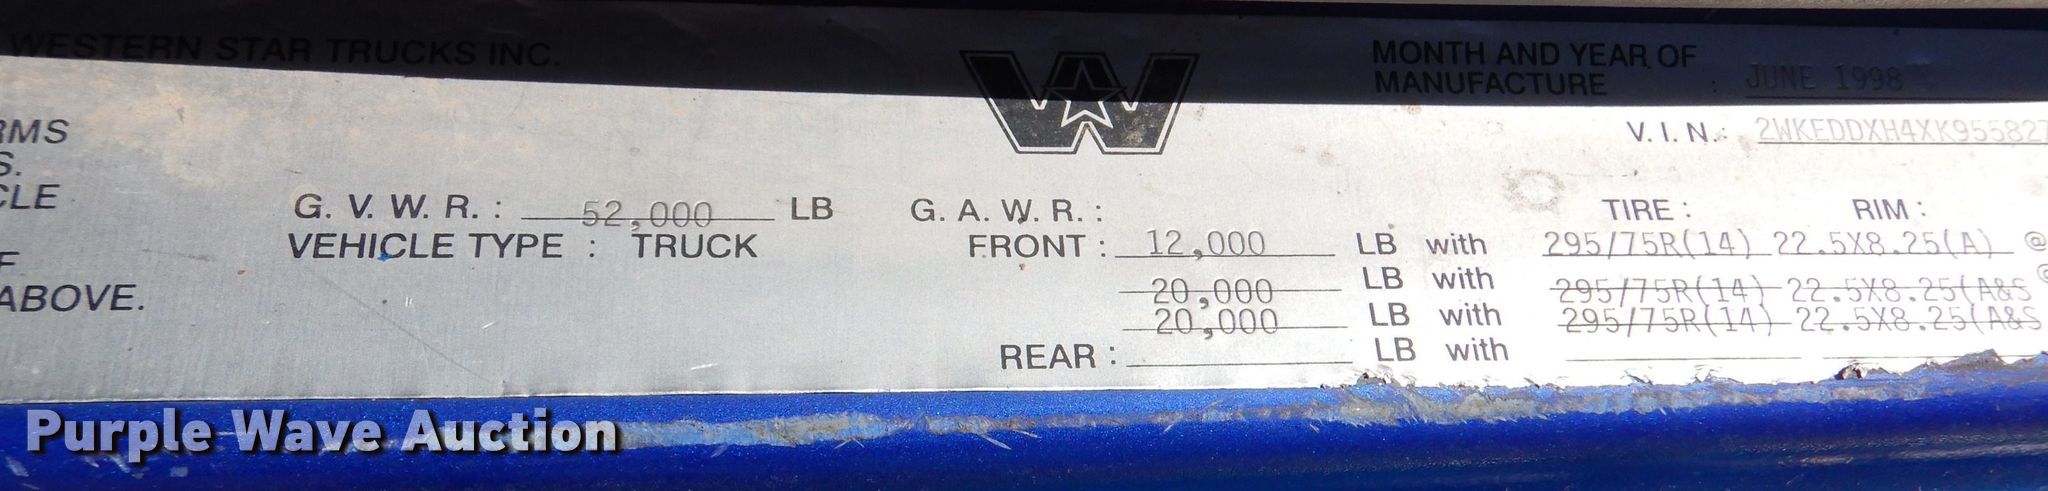 WESTERN STAR TRUCKS INC.
W
MONTH AND YEAR OF
MANUFACTURE : JUNE 1998
RMS
S.
CLE
F
ABOVE.
V.I.N.: 2WKEDDXH4XK955827
G. V. W. R. : 52,000 LB
VEHICLE TYPE : TRUCK
G. A. W. R. : TIRE : RIM :
FRONT : 12,000 LB with 295/75R(14) 22.5X8.25(A) @
20,000 LB with 295/75R(14) 22.5X8.25(A&S @
20,000 LB with 295/75R(14) 22.5X8.25(A&S
REAR : LB with
Purple Wave Auction